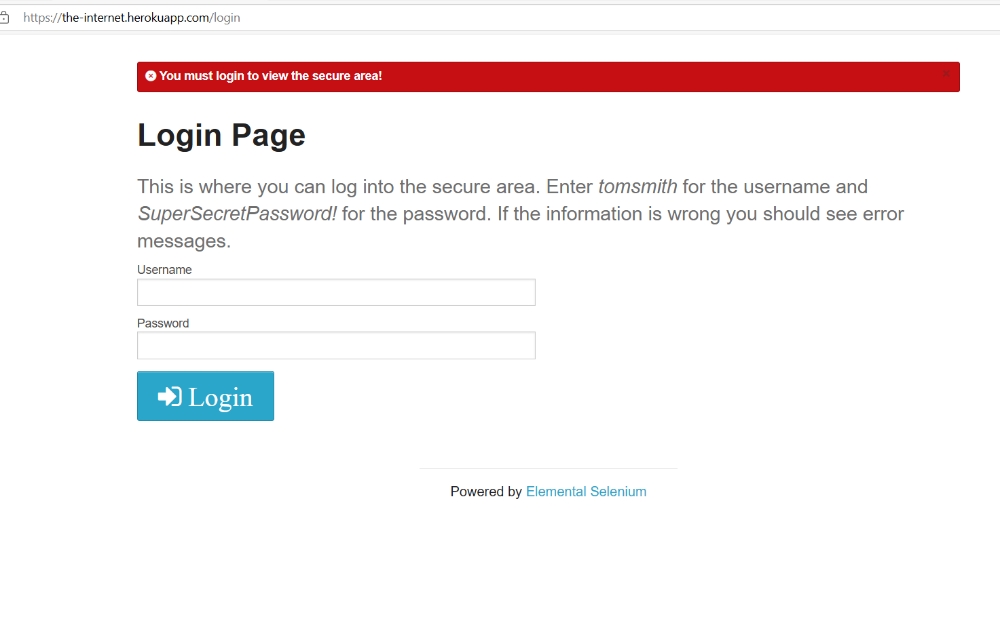 https://the-internet.herokuapp.com/login
You must login to view the secure area!
Login Page
This is where you can log into the secure area. Enter tomsmith for the username and
SuperSecretPassword! for the password. If the information is wrong you should see error
messages.
Username
Password
Login
Powered by Elemental Selenium